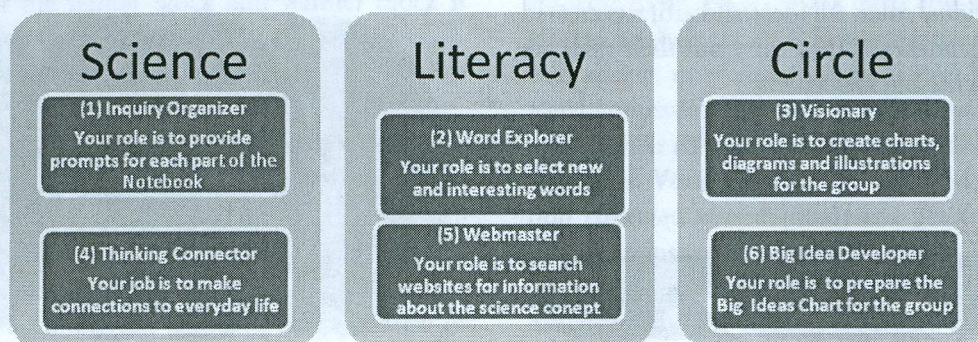 Science
(1) Inquiry Organizer
Your role is to provide
prompts for each part of the
Notebook
(4) Thinking Connector
Your job is to make
connections to everyday life
Literacy
(2) Word Explorer
Your role is to select new
and interesting words
(5) Webmaster
Your role is to search
websites for information
about the science conept
Circle
(3) Visionary
Your role is to create charts,
diagrams and illustrations
for the group
(6) Big Idea Developer
Your role is to prepare the
Big Ideas Chart for the group